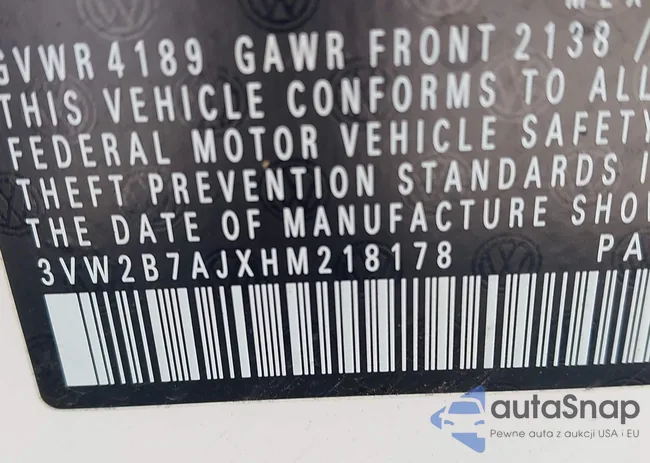 GVWR 4189 GAWR FRONT 2138 /
THIS VEHICLE CONFORMS TO ALL
FEDERAL MOTOR VEHICLE SAFETY
THEFT PREVENTION STANDARDS I
THE DATE OF MANUFACTURE SHO
3VW2B7AJXHM218178 PA
autaSnap
Pewne auta z aukcji USA i EU